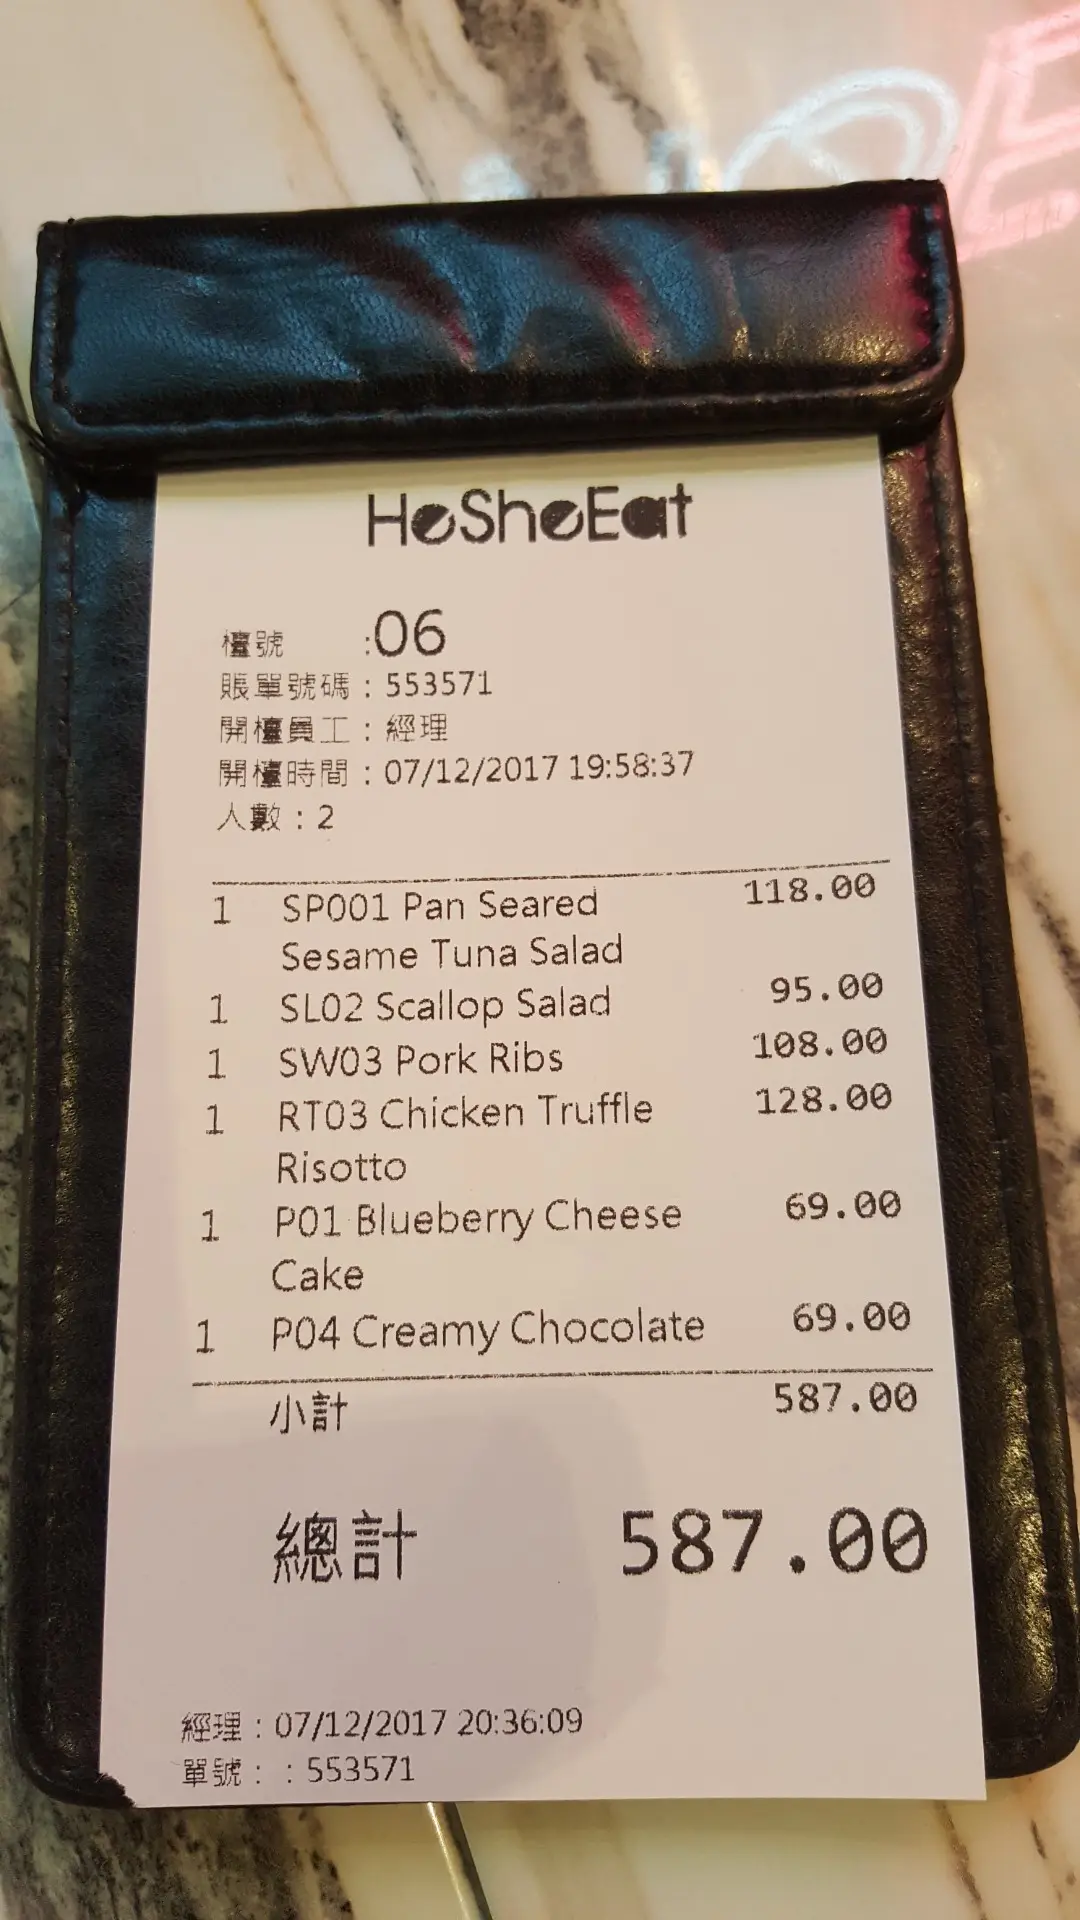 HeSheEat
檯號 :06
賬單號碼 : 553571
開檯員工 : 經理
開檯時間 : 07/12/2017 19:58:37
人數 : 2
1 SP001 Pan Seared 118.00
Sesame Tuna Salad
1 SL02 Scallop Salad 95.00
1 SW03 Pork Ribs 108.00
1 RT03 Chicken Truffle 128.00
Risotto
1 P01 Blueberry Cheese 69.00
Cake
1 P04 Creamy Chocolate 69.00
小計 587.00
總計 587.00
經理 : 07/12/2017 20:36:09
單號 : : 553571